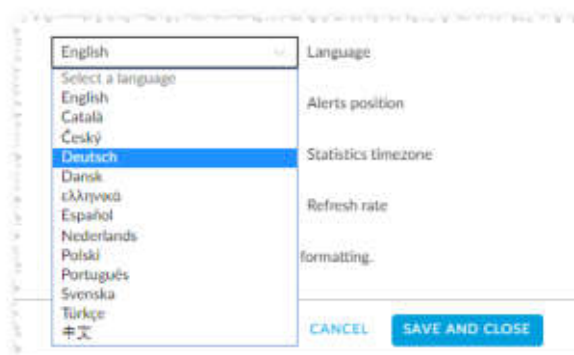 English
Language
Select a language
English
Català
Alerts position
Český
Deutsch
Statistics timezone
Dansk
ελληνικά
Español
Refresh rate
Nederlands
Polski
formatting.
Português
Svenska
Türkçe
中文
CANCEL
SAVE AND CLOSE